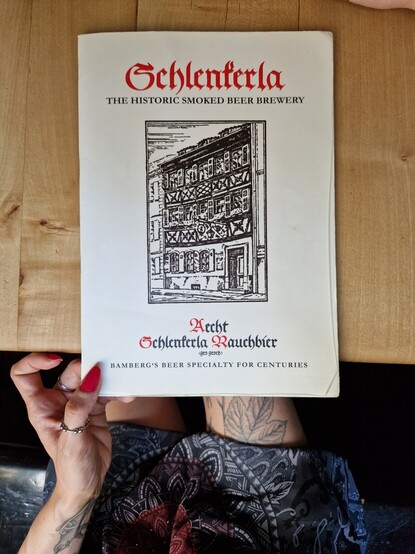 Schlenkerla
THE HISTORIC SMOKED BEER BREWERY
Aecht
Schlenkerla Rauchbier
BAMBERG'S BEER SPECIALTY FOR CENTURIES